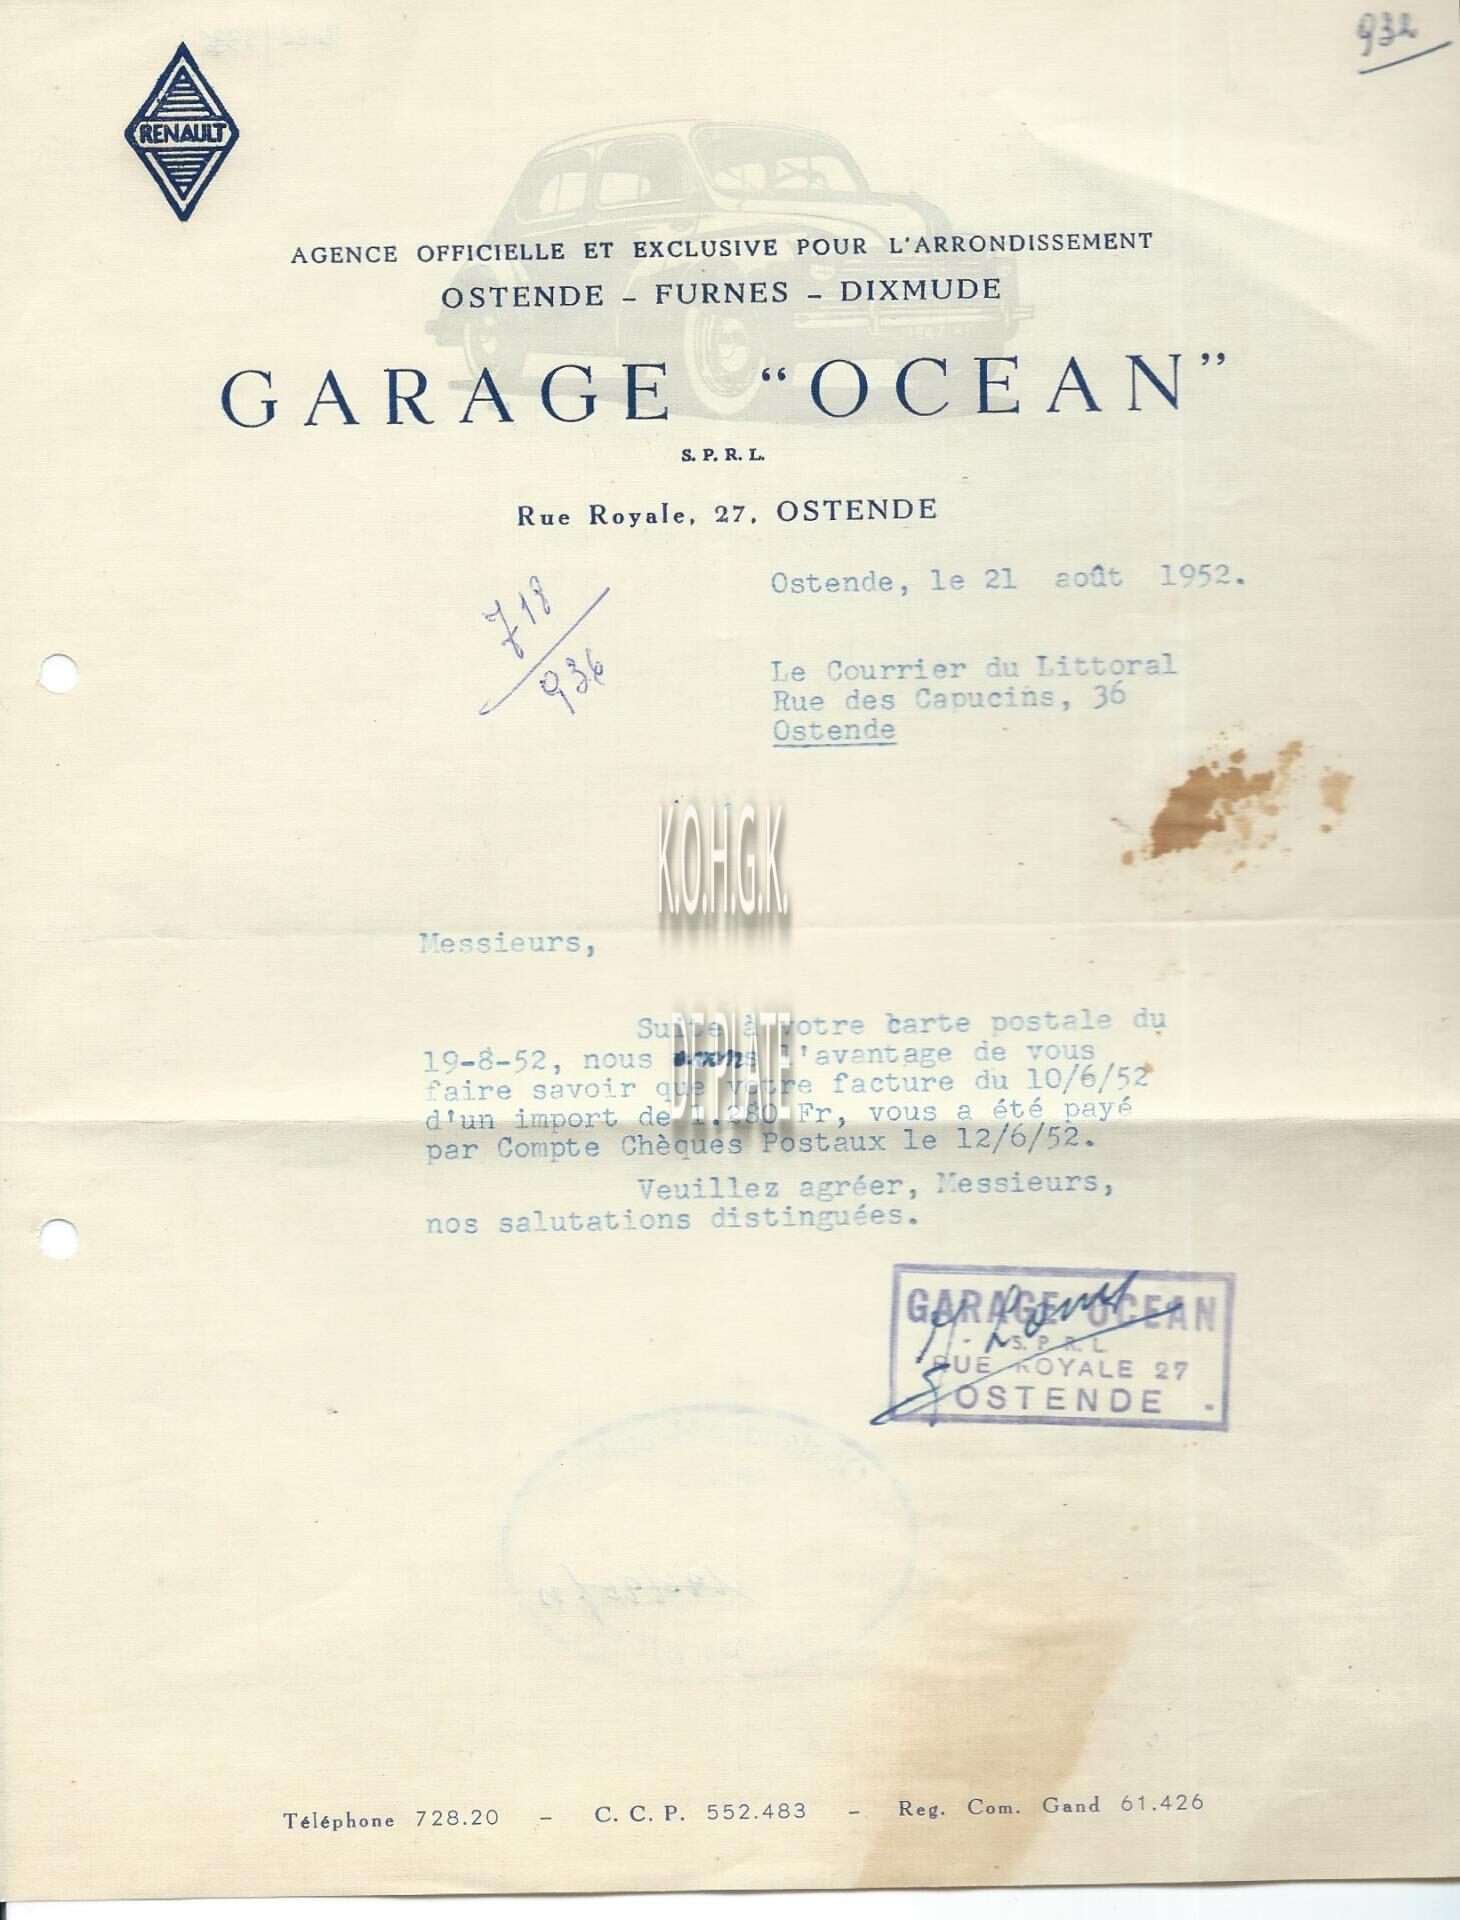 932
RENAULT
AGENCE OFFICIELLE ET EXCLUSIVE POUR L'ARRONDISSEMENT
OSTENDE - FURNES - DIXMUDE
1947
GARAGE "OCEAN"
S. P. R. L.
Rue Royale, 27, OSTENDE
Ostende, le 21 août 1952.
718
936
Le Courrier du Littoral
Rue des Capucins, 36
Ostende
K.O.H.G.K.
DE PLATE
Messieurs,
Suite à votre carte postale du
19-8-52, nous avons l'avantage de vous
faire savoir que votre facture du 10/6/52
d'un import de 1.280 Fr, vous a été payé
par Compte Chèques Postaux le 12/6/52.
Veuillez agréer, Messieurs,
nos salutations distinguées.
GARAGE OCEAN
S. P. R. L.
RUE ROYALE 27
OSTENDE
Téléphone 728.20 - C. C. P. 552.483 - Reg. Com. Gand 61.426